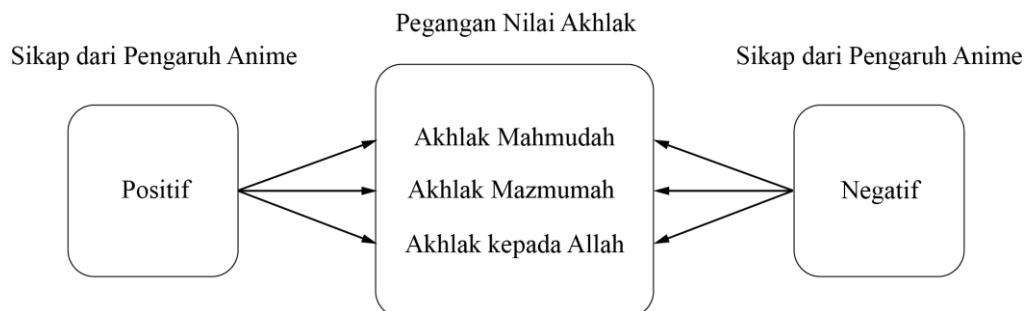 Pegangan Nilai Akhlak
Sikap dari Pengaruh Anime
Sikap dari Pengaruh Anime
Akhlak Mahmudah
Positif
Akhlak Mazmumah
Negatif
Akhlak kepada Allah